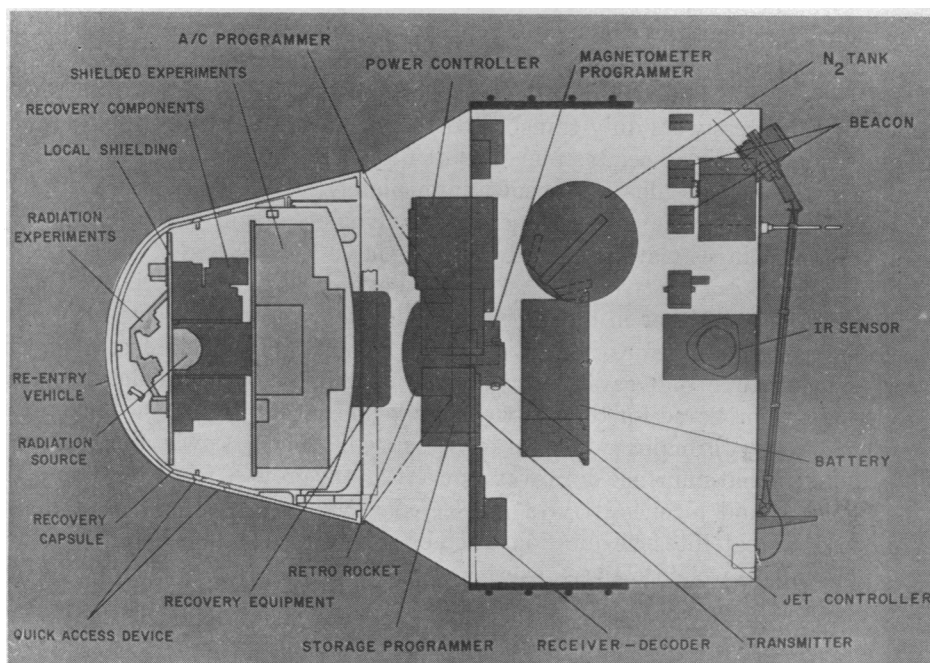 A/C PROGRAMMER
SHIELDED EXPERIMENTS
RECOVERY COMPONENTS
LOCAL SHIELDING
RADIATION
EXPERIMENTS
RE-ENTRY
VEHICLE
RADIATION
SOURCE
RECOVERY
CAPSULE
QUICK ACCESS DEVICE
POWER CONTROLLER
MAGNETOMETER
PROGRAMMER
N2 TANK
BEACON
IR SENSOR
BATTERY
JET CONTROLLER
TRANSMITTER
RECEIVER-DECODER
STORAGE PROGRAMMER
RECOVERY EQUIPMENT
RETRO ROCKET